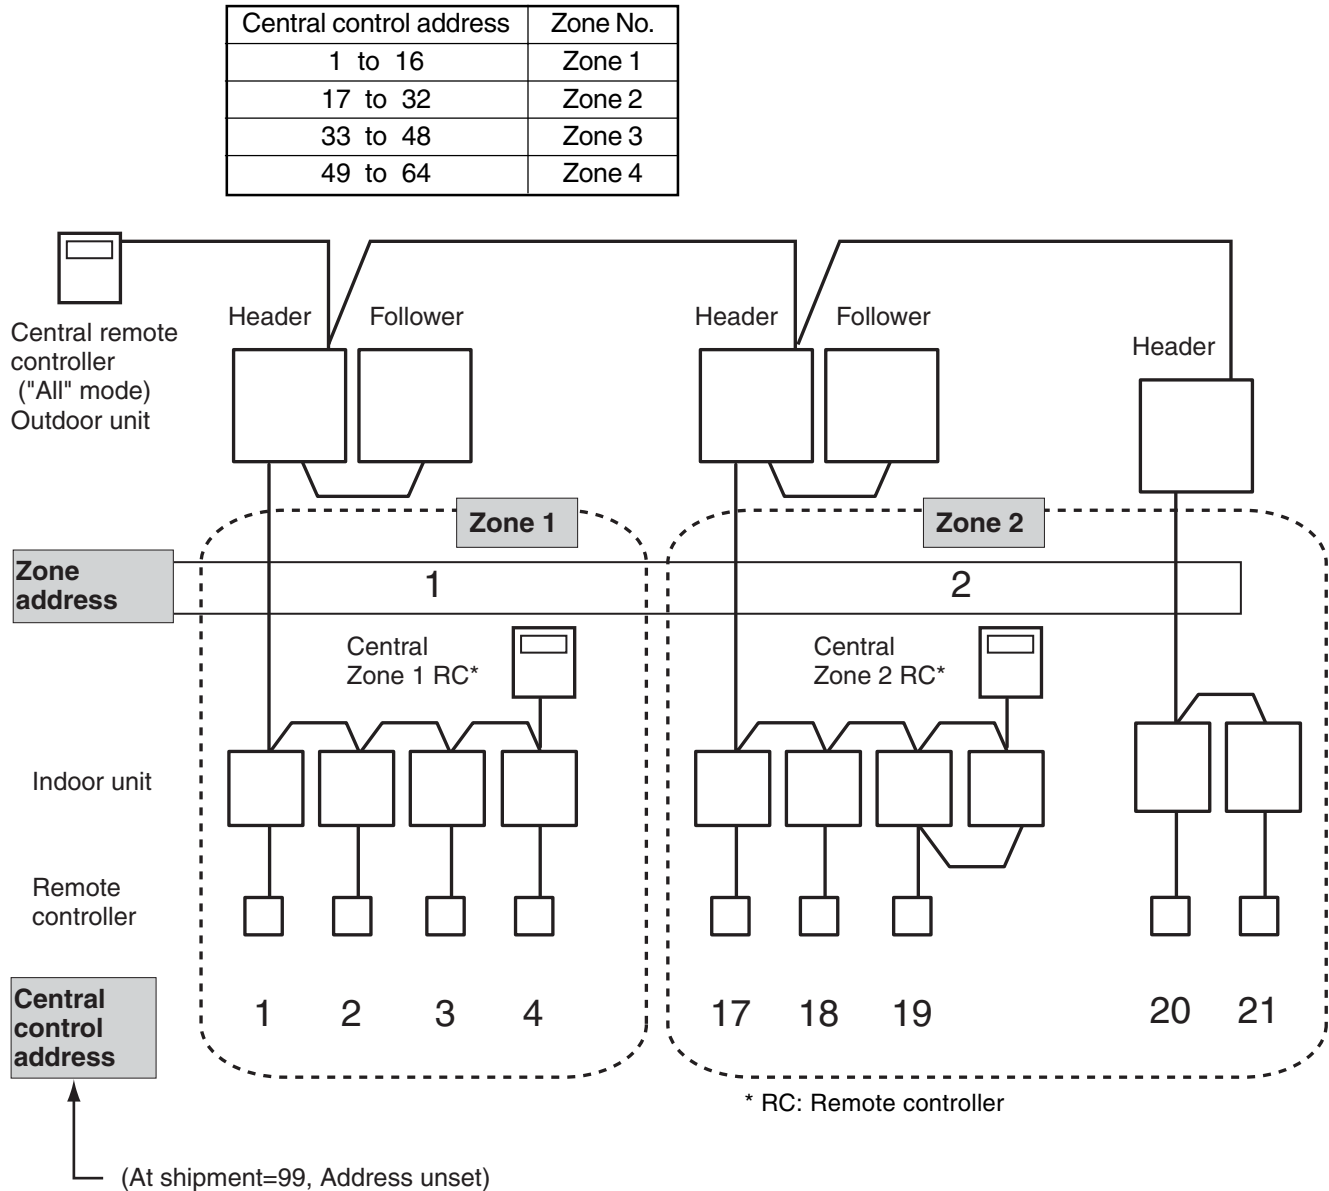 Central control address Zone No.
1 to 16 Zone 1
17 to 32 Zone 2
33 to 48 Zone 3
49 to 64 Zone 4
Central remote
controller
("All" mode)
Outdoor unit
Header Follower
Header Follower
Header
Zone 1
Zone 2
Zone
address
1
2
Central
Zone 1 RC*
Central
Zone 2 RC*
Indoor unit
Remote
controller
Central
control
address
1 2 3 4
17 18 19
20 21
* RC: Remote controller
(At shipment=99, Address unset)